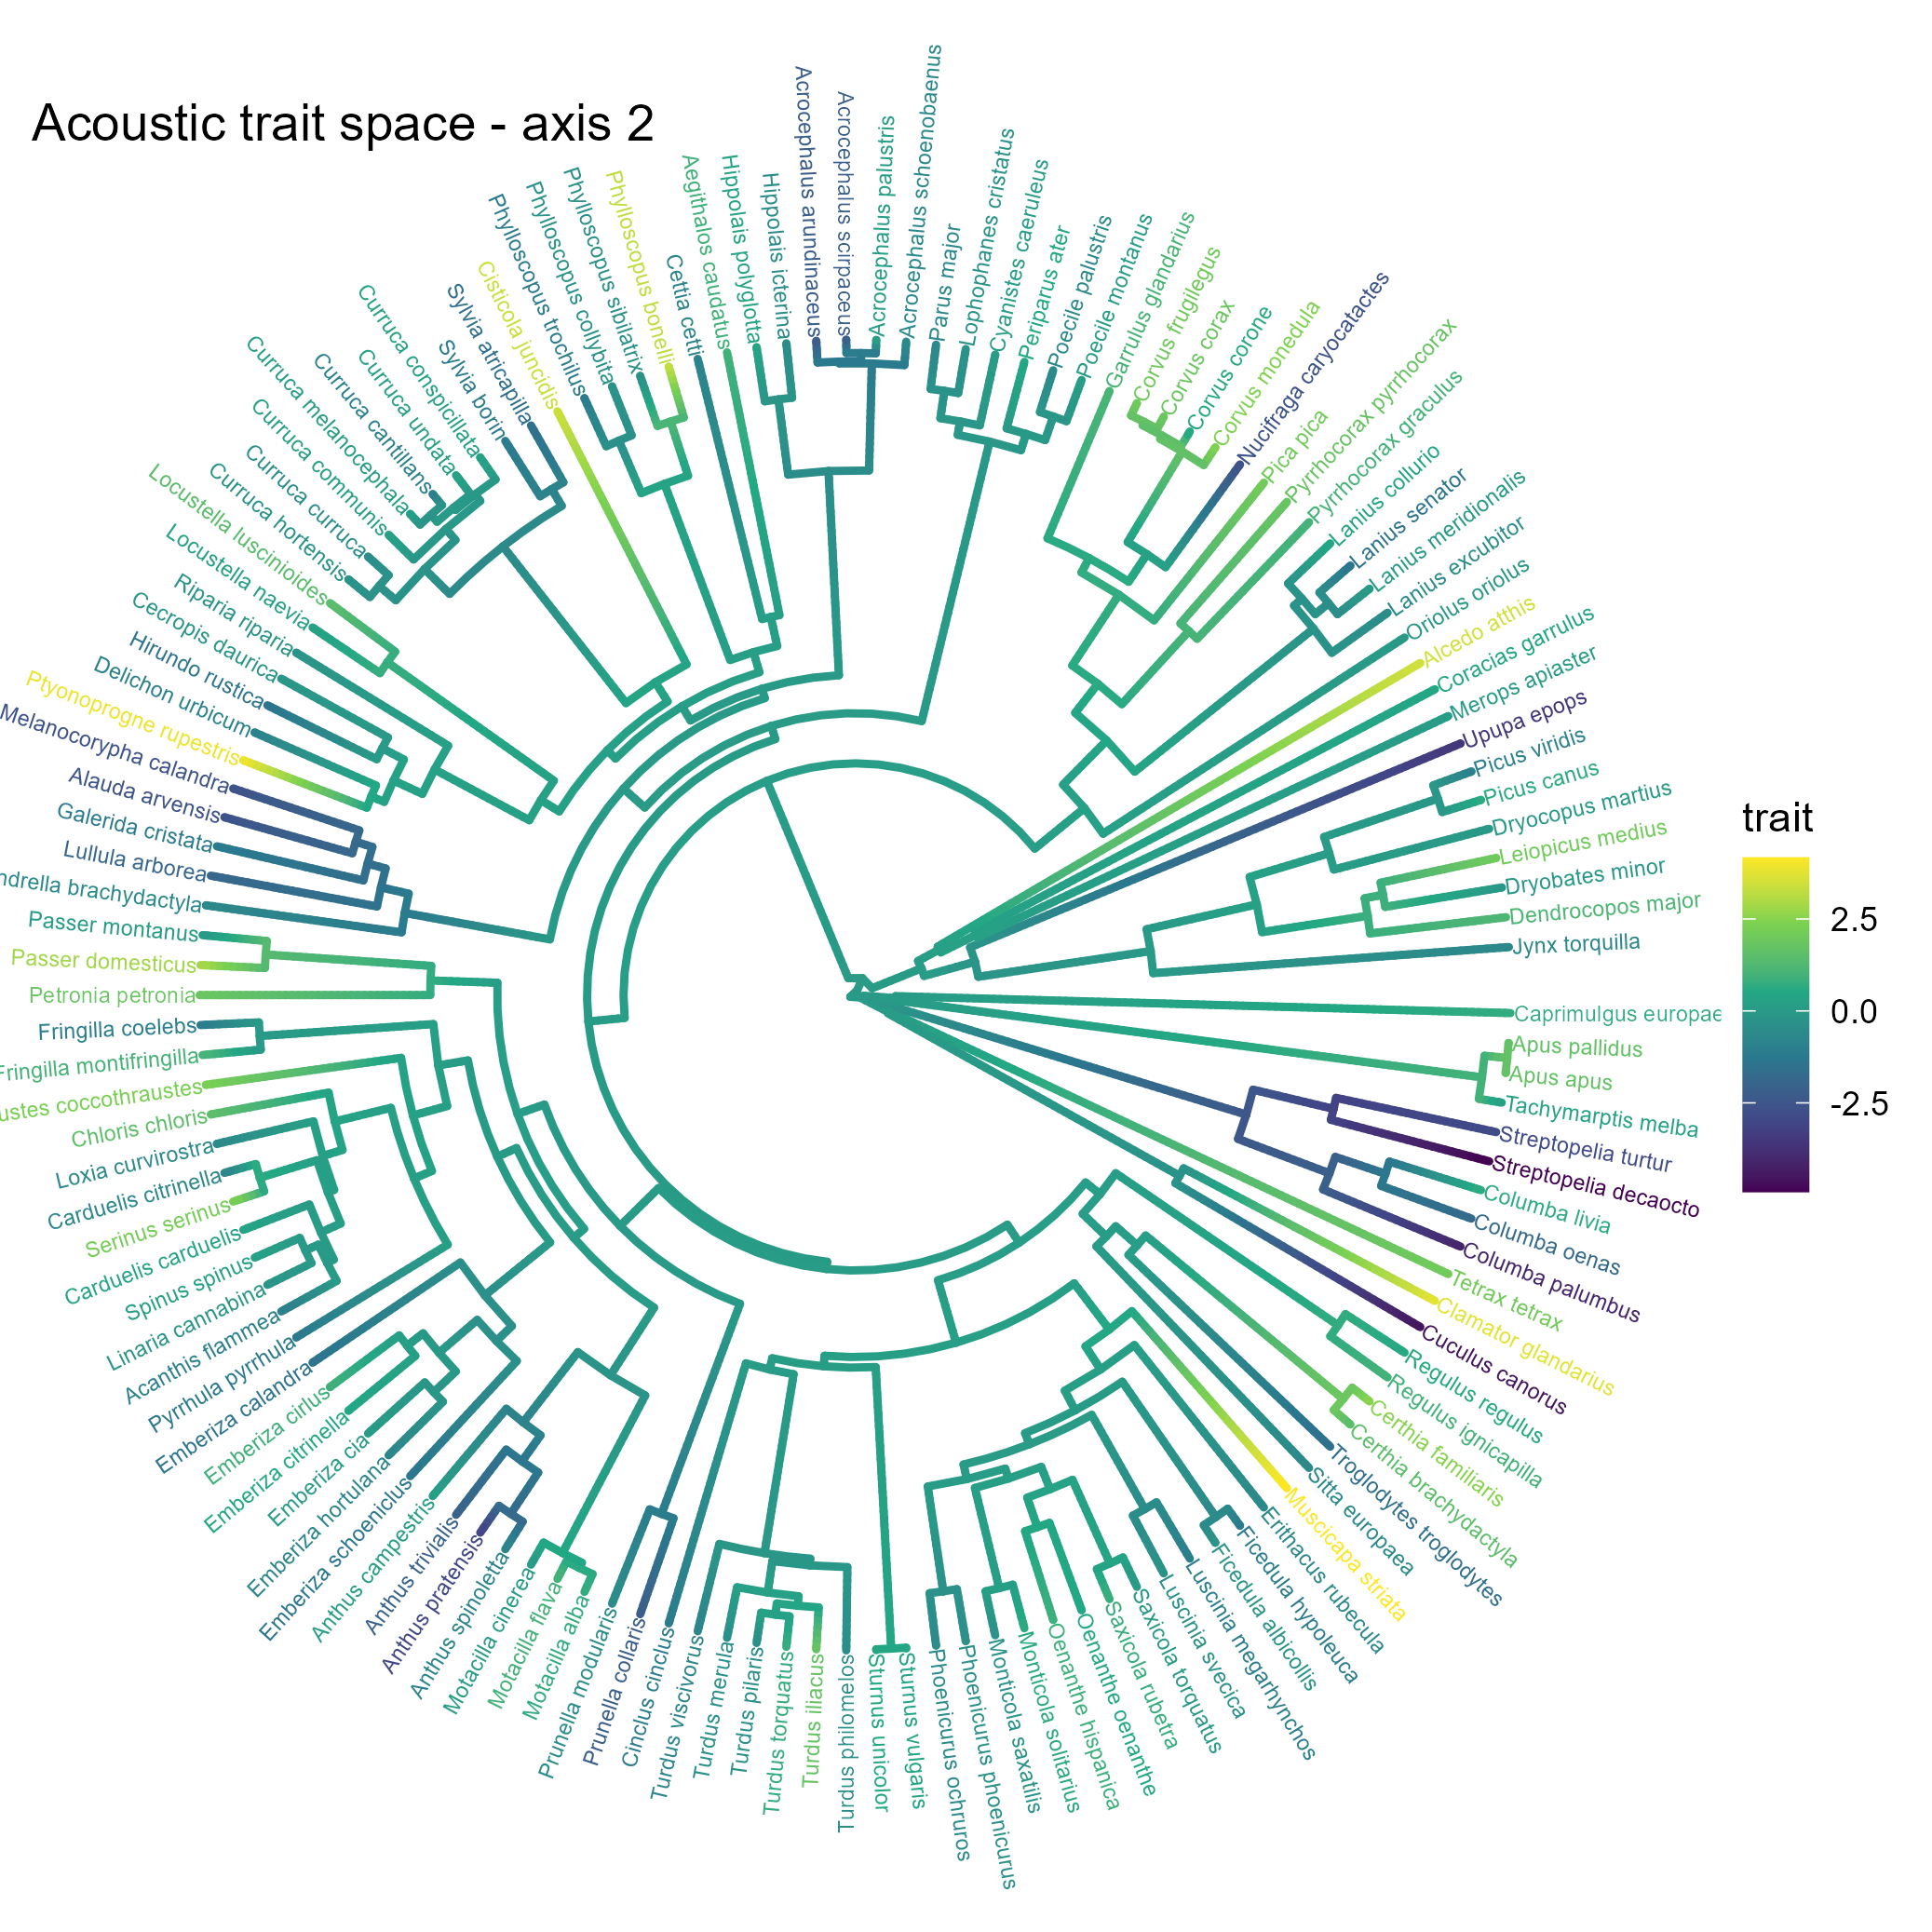 Acoustic trait space - axis 2
Acrocephalus arundinaceus
Acrocephalus scirpaceus
Acrocephalus palustris
Acrocephalus schoenobaenus
Parus major
Lophophanes cristatus
Cyanistes caeruleus
Periparus ater
Poecile palustris
Poecile montanus
Garrulus glandarius
Corvus frugilegus
Corvus corax
Corvus corone
Corvus monedula
Nucifraga caryocatactes
Pica pica
Pyrrhocorax pyrrhocorax
Pyrrhocorax graculus
Lanius collurio
Lanius senator
Lanius meridionalis
Lanius excubitor
Oriolus oriolus
Alcedo atthis
Coracias garrulus
Merops apiaster
Upupa epops
Picus viridis
Picus canus
Dryocopus martius
Leiopicus medius
Dryobates minor
Dendrocopos major
Jynx torquilla
Caprimulgus europae
Apus pallidus
Apus apus
Tachymarptis melba
Streptopelia turtur
Streptopelia decaocto
Columba livia
Columba oenas
Columba palumbus
Tetrax tetrax
Clamator glandarius
Cuculus canorus
Regulus regulus
Regulus ignicapilla
Certhia familiaris
Certhia brachydactyla
Troglodytes troglodytes
Sitta europaea
Muscicapa striata
Erithacus rubecula
Ficedula hypoleuca
Ficedula albicollis
Luscinia megarhynchos
Luscinia svecica
Saxicola torquatus
Saxicola rubetra
Oenanthe oenanthe
Oenanthe hispanica
Monticola solitarius
Monticola saxatilis
Phoenicurus phoenicurus
Phoenicurus ochruros
Sturnus vulgaris
Sturnus unicolor
Turdus philomelos
Turdus iliacus
Turdus torquatus
Turdus pilaris
Turdus merula
Turdus viscivorus
Cinclus cinclus
Prunella collaris
Prunella modularis
Motacilla alba
Motacilla flava
Motacilla cinerea
Anthus spinoletta
Anthus pratensis
Anthus trivialis
Anthus campestris
Emberiza schoeniclus
Emberiza hortulana
Emberiza cia
Emberiza citrinella
Emberiza cirlus
Emberiza calandra
Pyrrhula pyrrhula
Acanthis flammea
Linaria cannabina
Spinus spinus
Carduelis carduelis
Serinus serinus
Carduelis citrinella
Loxia curvirostra
Chloris chloris
ustes coccothraustes
Fringilla montifringilla
Fringilla coelebs
Petronia petronia
Passer domesticus
Passer montanus
ndrella brachydactyla
Lullula arborea
Galerida cristata
Alauda arvensis
Melanocorypha calandra
Ptyonoprogne rupestris
Delichon urbicum
Hirundo rustica
Cecropis daurica
Riparia riparia
Locustella naevia
Locustella luscinioides
Curruca hortensis
Curruca curruca
Curruca communis
Curruca melanocephala
Curruca cantillans
Curruca undata
Curruca conspicillata
Sylvia borin
Sylvia atricapilla
Cisticola juncidis
Phylloscopus trochilus
Phylloscopus collybita
Phylloscopus sibilatrix
Phylloscopus bonelli
Cettia cetti
Aegithalos caudatus
Hippolais polyglotta
Hippolais icterina
trait
2.5
0.0
-2.5